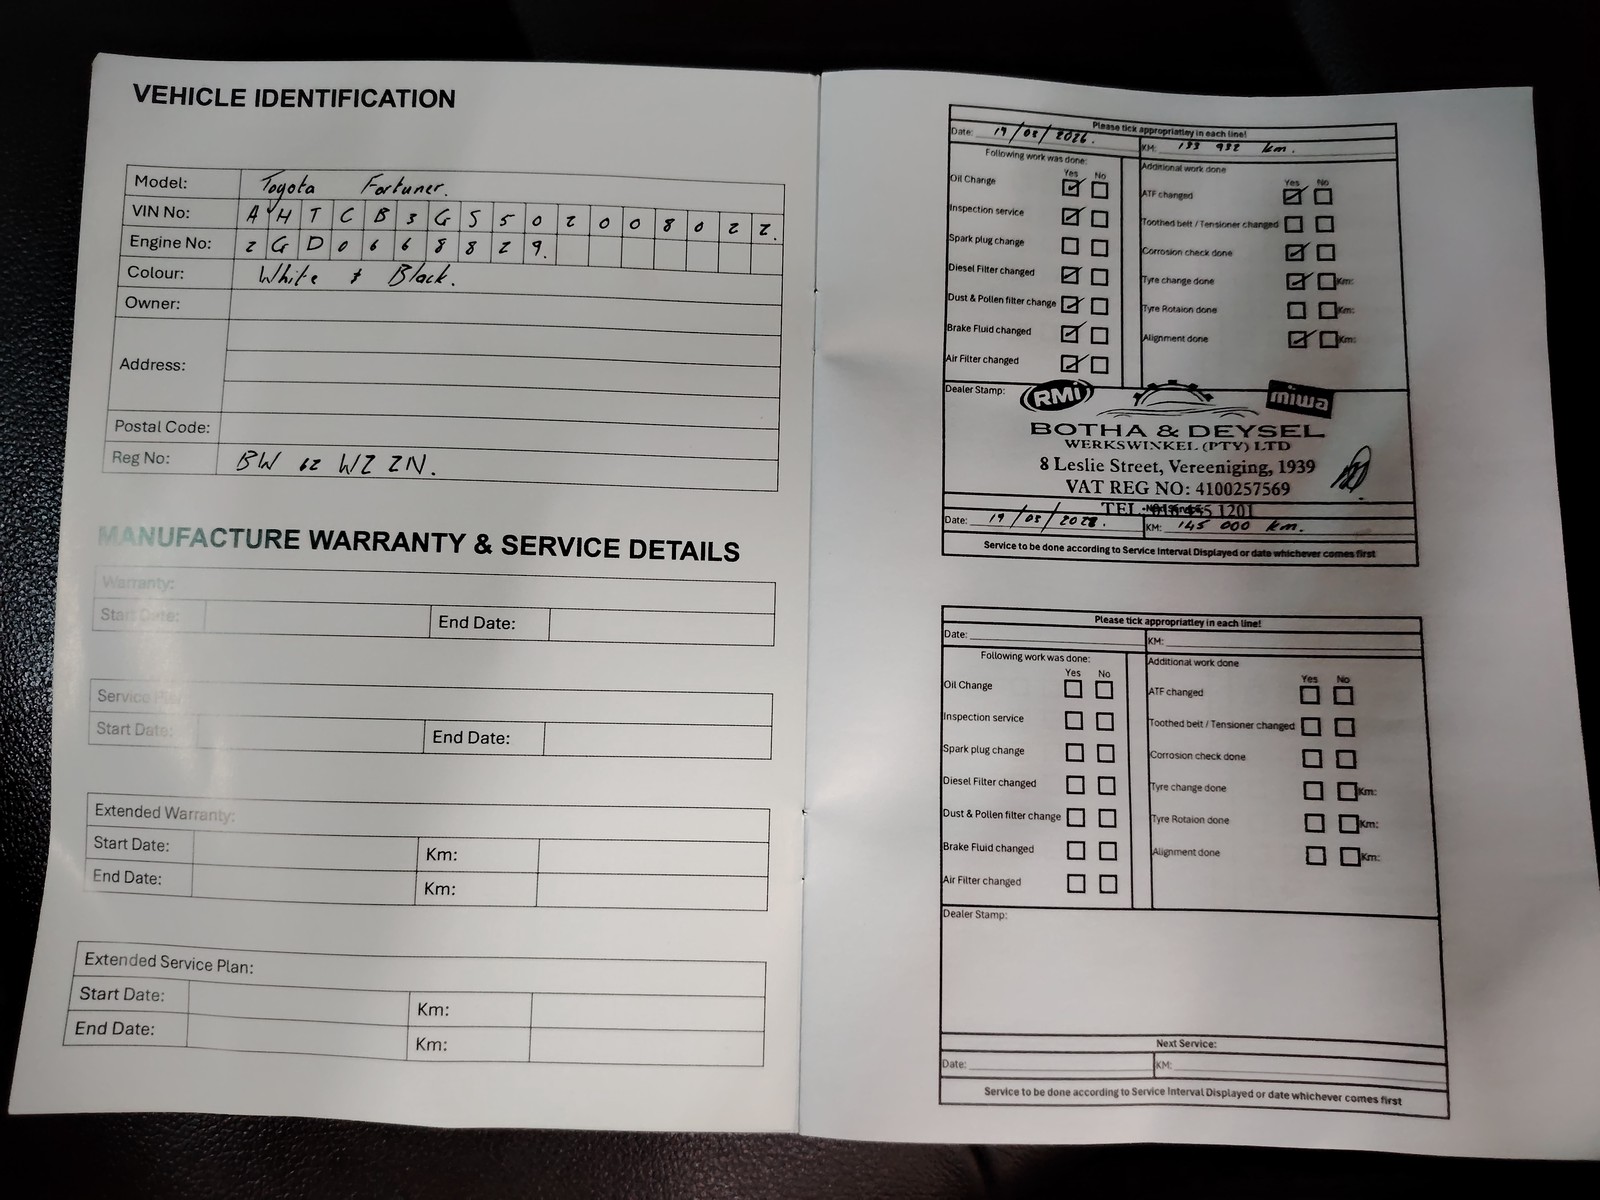 VEHICLE IDENTIFICATION
Model: Toyota Fortuner.
VIN No: A H T C B 3 G S 5 0 2 0 0 8 0 2 2.
Engine No: 2 G D 0 6 6 8 8 2 9.
Colour: White & Black.
Owner:
Address:
Postal Code:
Reg No: BW 62 WZ ZN.
MANUFACTURE WARRANTY & SERVICE DETAILS
Warranty:
Start Date: End Date:
Service
Start Date: End Date:
Extended Warranty:
Start Date: Km:
End Date: Km:
Extended Service Plan:
Start Date: Km:
End Date: Km:
Please tick appropriatley in each line!
Date: 19/03/2026. KM: 133 932 km.
Following work was done: Additional work done
Yes No Yes No
Oil Change ATF changed
Inspection service Toothed belt / Tensioner changed
Spark plug change Corrosion check done
Diesel Filter changed Tyre change done Km:
Dust & Pollen filter change Tyre Rotaion done Km:
Brake Fluid changed Alignment done Km:
Air Filter changed
Dealer Stamp:
RMi miwa
BOTHA & DEYSEL
WERKSWINKEL (PTY) LTD
8 Leslie Street, Vereeniging, 1939
VAT REG NO: 4100257569
TEL: 1201
Date: 19/03/2028. KM: 145 000 km.
Service to be done according to Service Interval Displayed or date whichever comes first
Please tick appropriatley in each line!
Date: KM:
Following work was done: Additional work done
Yes No Yes No
Oil Change ATF changed
Inspection service Toothed belt / Tensioner changed
Spark plug change Corrosion check done
Diesel Filter changed Tyre change done Km:
Dust & Pollen filter change Tyre Rotaion done Km:
Brake Fluid changed Alignment done Km:
Air Filter changed
Dealer Stamp:
Next Service:
Date: KM:
Service to be done according to Service Interval Displayed or date whichever comes first